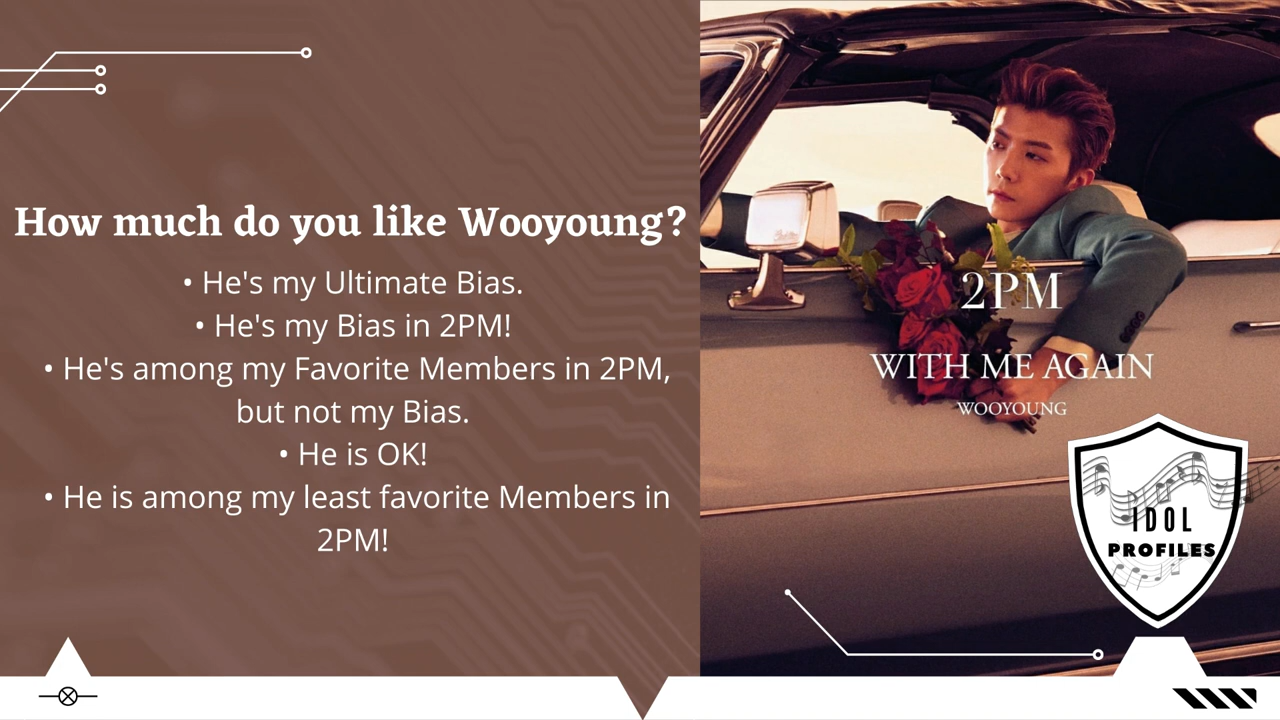 How much do you like Wooyoung?
• He's my Ultimate Bias.
• He's my Bias in 2PM!
• He's among my Favorite Members in 2PM,
but not my Bias.
• He is OK!
• He is among my least favorite Members in
2PM!
2PM
WITH ME AGAIN
WOOYOUNG
IDOL
PROFILES